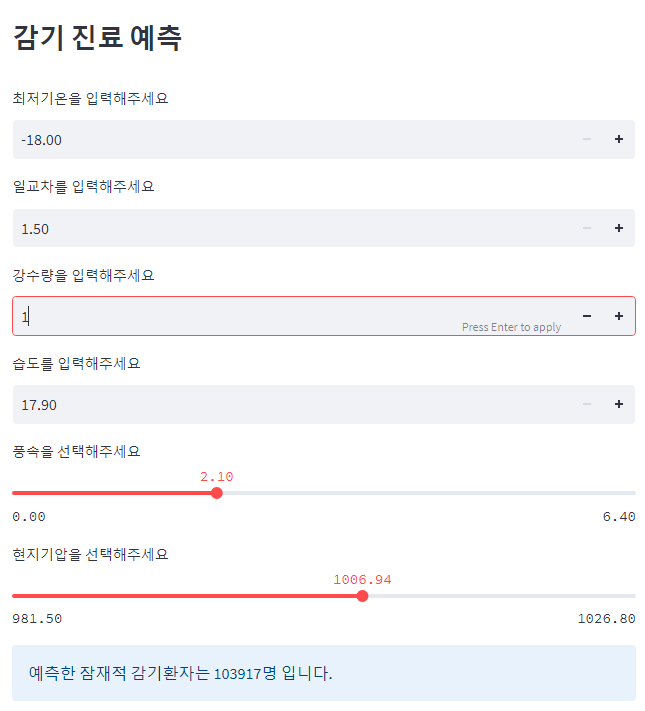 감기 진료 예측
최저기온을 입력해주세요
-18.00
일교차를 입력해주세요
1.50
강수량을 입력해주세요
1
Press Enter to apply
습도를 입력해주세요
17.90
풍속을 선택해주세요
2.10
0.00 6.40
현지기압을 선택해주세요
1006.94
981.50 1026.80
예측한 잠재적 감기환자는 103917명 입니다.